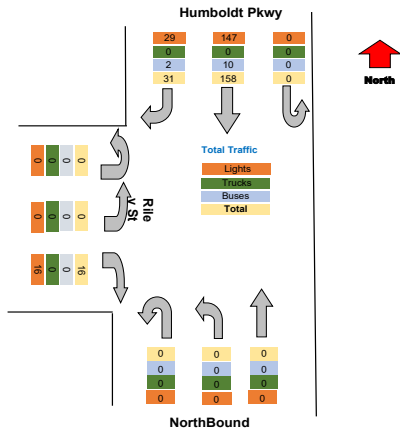 Humboldt Pkwy
29 147 0
0 0 0
2 10 0
31 158 0
North
Total Traffic
Lights
Trucks
Buses
Total
0 0 0 0
Rile
y St
0 0 0 0
16 0 0 16
0 0 0
0 0 0
0 0 0
0 0 0
NorthBound